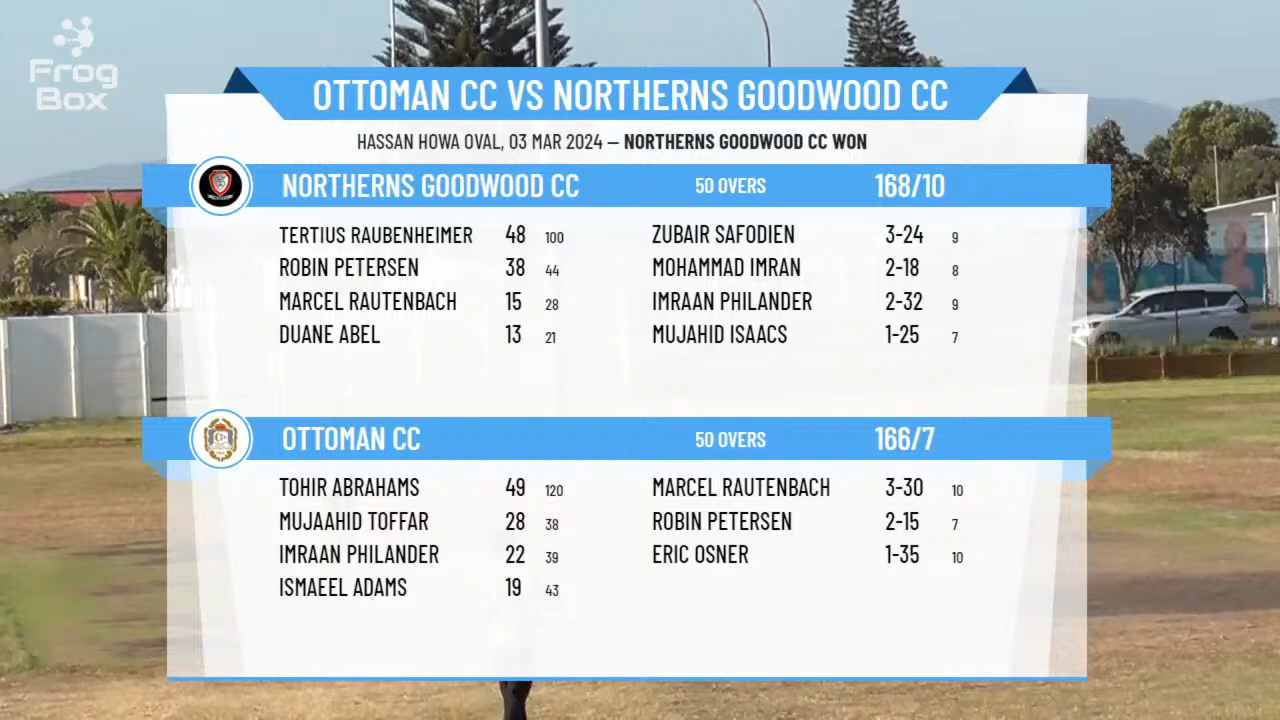 Frog
Box
OTTOMAN CC VS NORTHERNS GOODWOOD CC
HASSAN HOWA OVAL, 03 MAR 2024 – NORTHERNS GOODWOOD CC WON
NORTHERNS GOODWOOD CC 50 OVERS 168/10
TERTIUS RAUBENHEIMER 48 100 ZUBAIR SAFODIEN 3-24 9
ROBIN PETERSEN 38 44 MOHAMMAD IMRAN 2-18 8
MARCEL RAUTENBACH 15 28 IMRAAN PHILANDER 2-32 9
DUANE ABEL 13 21 MUJAHID ISAACS 1-25 7
OTTOMAN CC 50 OVERS 166/7
TOHIR ABRAHAMS 49 120 MARCEL RAUTENBACH 3-30 10
MUJAAHID TOFFAR 28 38 ROBIN PETERSEN 2-15 7
IMRAAN PHILANDER 22 39 ERIC OSNER 1-35 10
ISMAEEL ADAMS 19 43